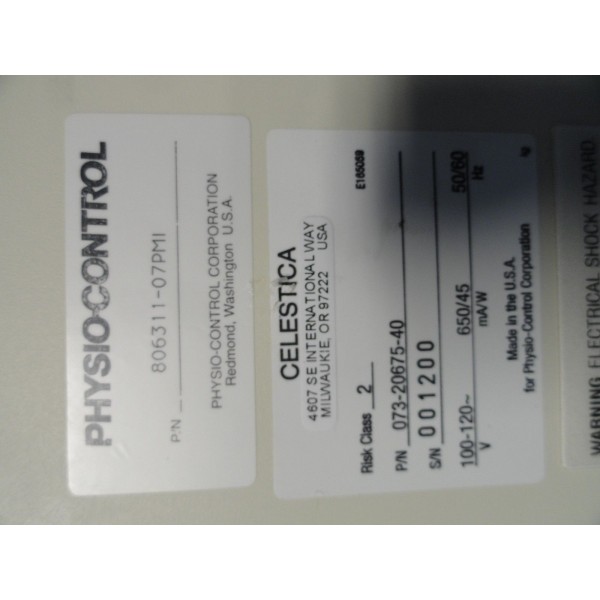 PHYSIO-CONTROL
P/N 806311-07PMI
PHYSIO-CONTROL CORPORATION
Redmond, Washington U.S.A.
CELESTICA
4607 SE INTERNATIONAL WAY
MILWAUKIE, OR 97222 USA
Risk Class 2
E165059
P/N 073-20675-40
S/N 001200
100-120~ 650/45 50/60
V mA/W Hz
Made in the U.S.A.
for Physio-Control Corporation
WARNING ELECTRICAL SHOCK HAZARD